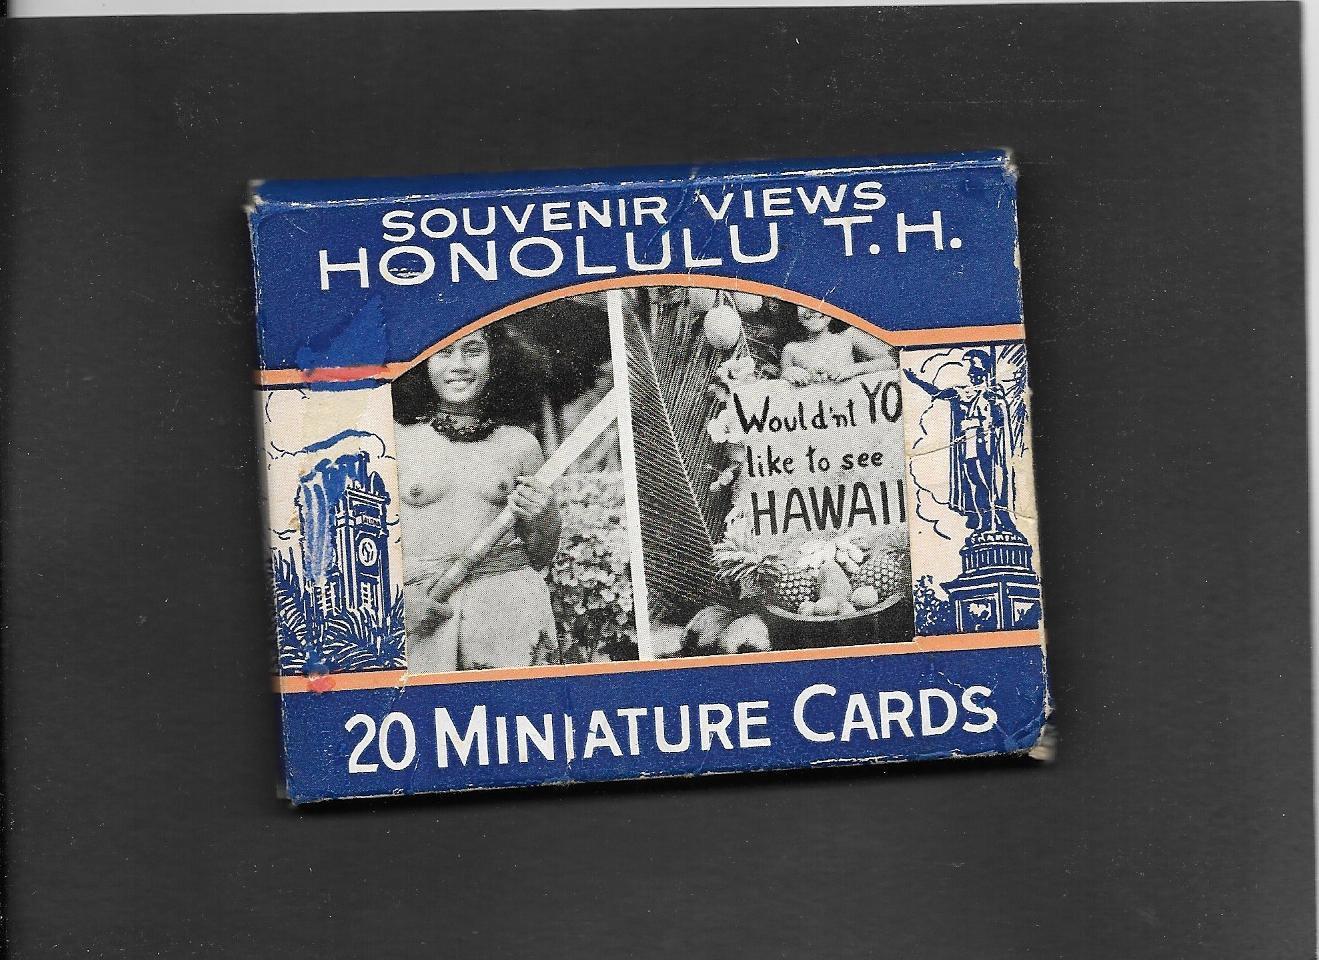 SOUVENIR VIEWS
HONOLULU T.H.
Would'nt YO
like to see
HAWAII
20 MINIATURE CARDS